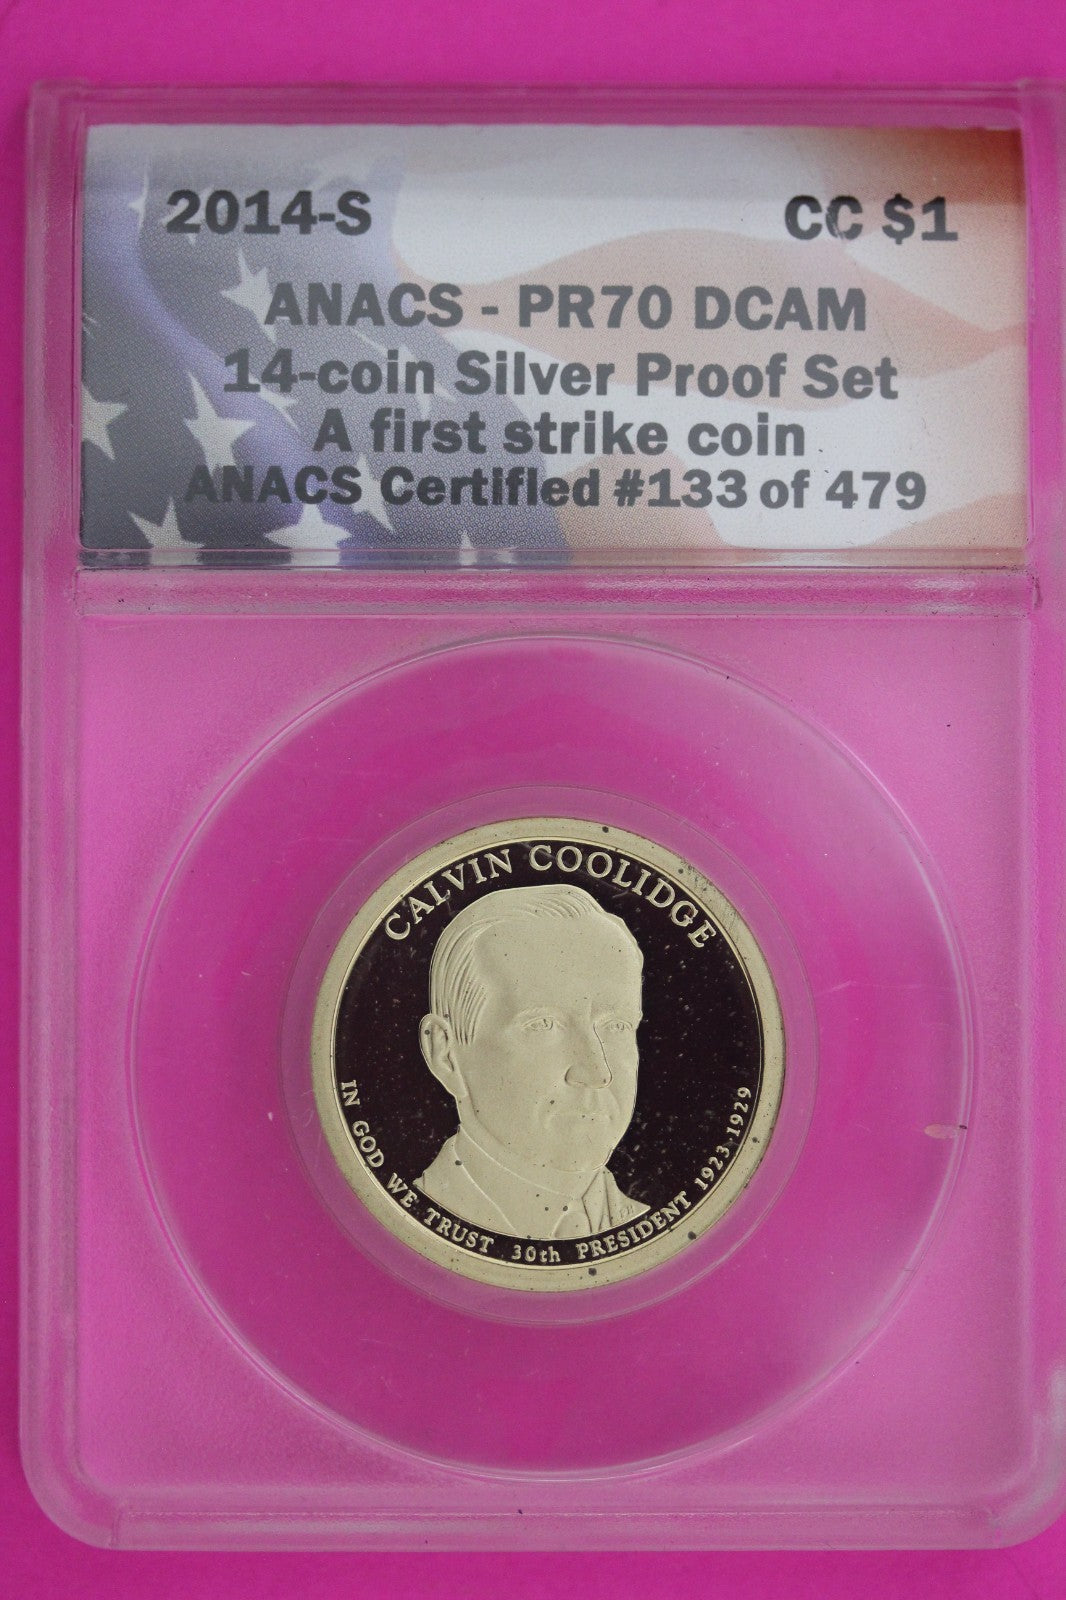 2014-S CC $1
ANACS - PR70 DCAM
14-coin Silver Proof Set
A first strike coin
ANACS Certified #133 of 479
CALVIN COOLIDGE
IN GOD WE TRUST 30th PRESIDENT 1923-1929